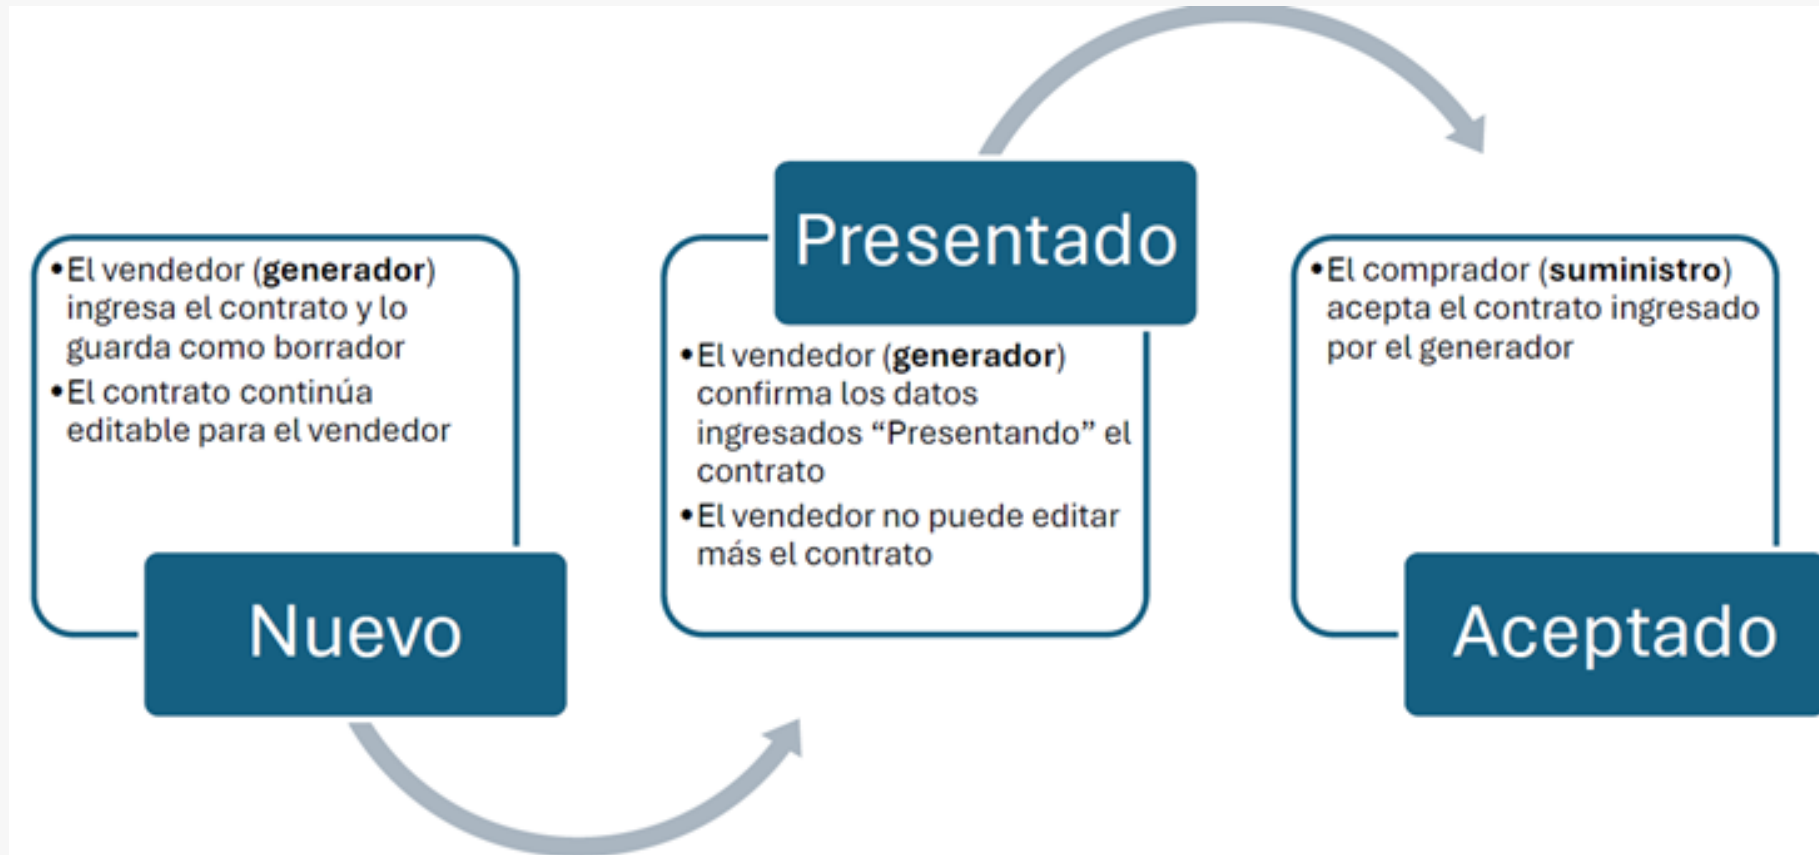 •El vendedor (generador)
ingresa el contrato y lo
guarda como borrador
•El contrato continúa
editable para el vendedor
Nuevo
Presentado
•El vendedor (generador)
confirma los datos
ingresados “Presentando” el
contrato
•El vendedor no puede editar
más el contrato
•El comprador (suministro)
acepta el contrato ingresado
por el generador
Aceptado